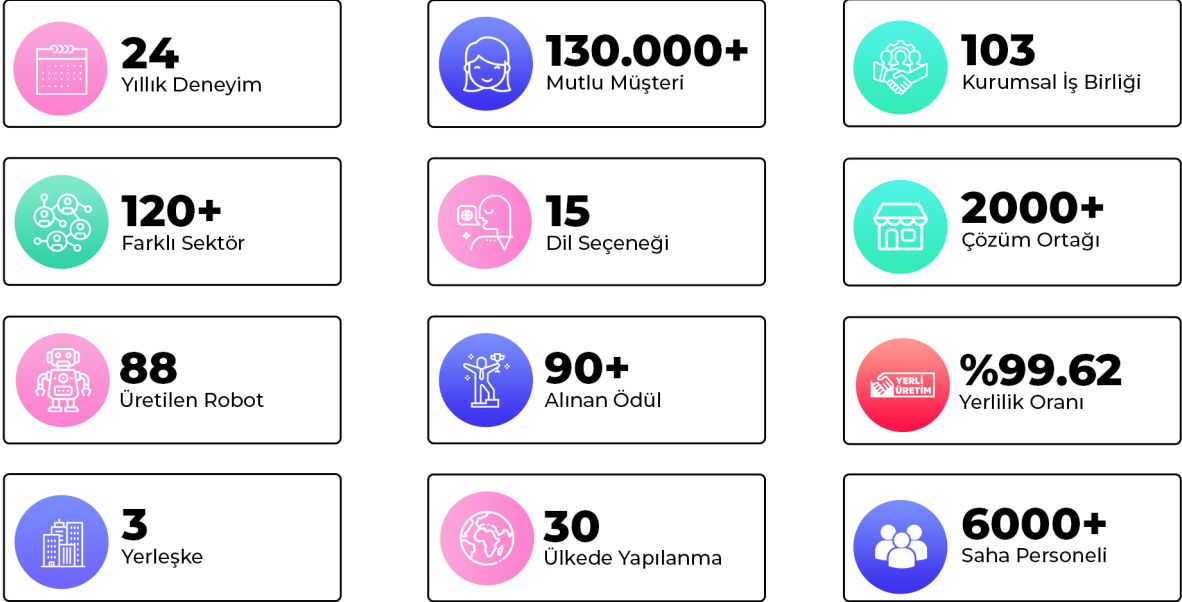 24
Yıllık Deneyim
130.000+
Mutlu Müşteri
103
Kurumsal İş Birliği
120+
Farklı Sektör
15
Dil Seçeneği
2000+
Çözüm Ortağı
88
Üretilen Robot
90+
Alınan Ödül
YERLİ
ÜRETİM
%99.62
Yerlilik Oranı
3
Yerleşke
30
Ülkede Yapılanma
6000+
Saha Personeli